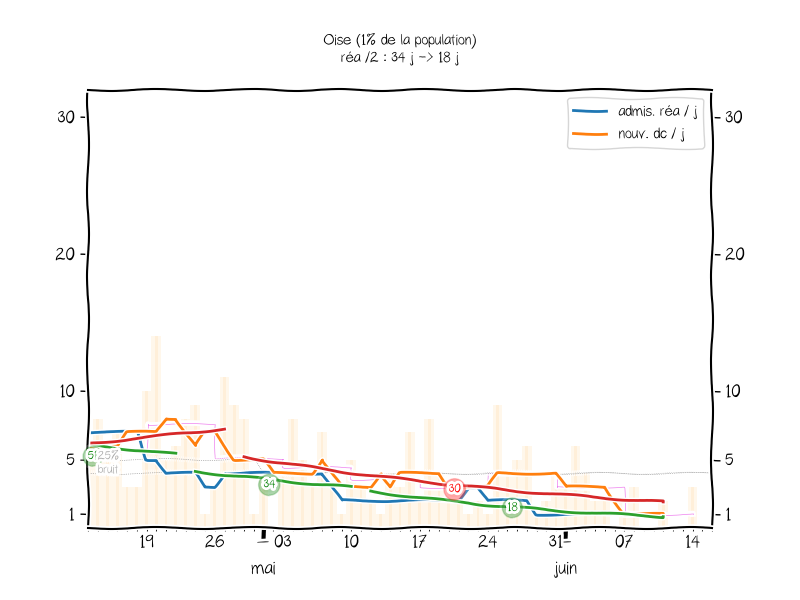 Oise (1% de la population)
réa /2 : 34 j -> 18 j
admis. réa / j
nouv. dc / j
30 30
20 20
10 10
5 5
1 1
25%
bruit
34
30
18
19 26 03 10 17 24 31 07 14
mai juin